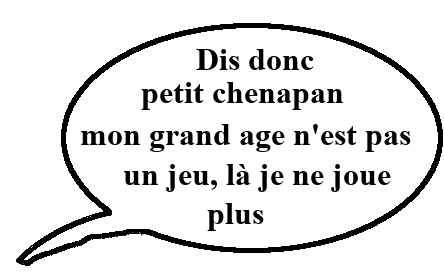 Dis donc
petit chenapan
mon grand age n'est pas
un jeu, là je ne joue
plus